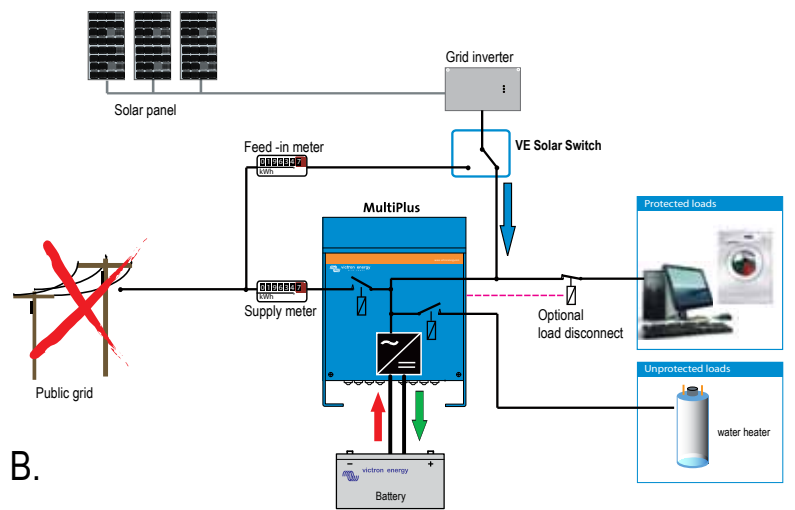 Grid inverter
Solar panel
Feed -in meter
kWh
VE Solar Switch
MultiPlus
victron energy
Protected loads
kWh
Supply meter
Optional
load disconnect
Public grid
Unprotected loads
water heater
B.
− +
victron energy
Battery